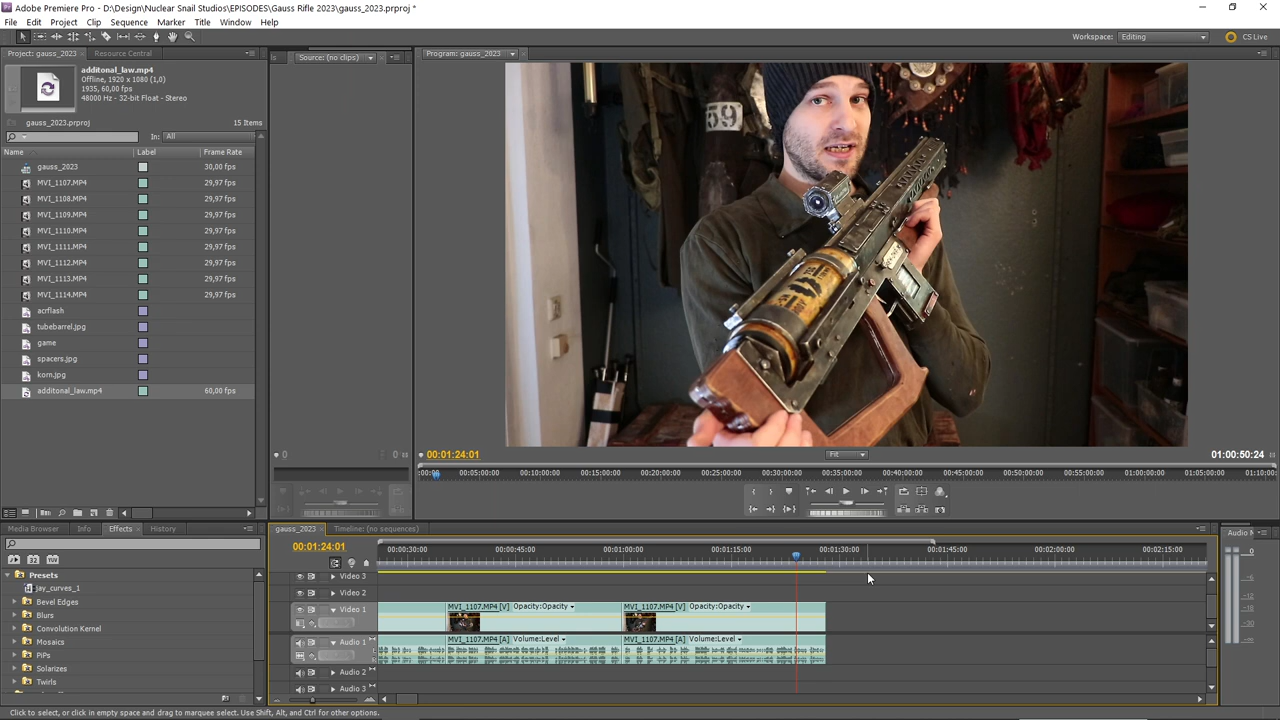 Adobe Premiere Pro - D:\Design\Nuclear Snail Studios\EPISODES\Gauss Rifle 2023\gauss_2023.prproj *
File Edit Project Clip Sequence Marker Title Window Help
Workspace: Editing
CS Live
Project: gauss_2023
Resource Central
additonal_law.mp4
Offline, 1920 x 1080 (1,0)
1935, 60,00 fps
48000 Hz - 32-bit Float - Stereo
gauss_2023.prproj
15 Items
In: All
Name Label Frame Rate
gauss_2023 30,00 fps
MVI_1107.MP4 29,97 fps
MVI_1108.MP4 29,97 fps
MVI_1109.MP4 29,97 fps
MVI_1110.MP4 29,97 fps
MVI_1111.MP4 29,97 fps
MVI_1112.MP4 29,97 fps
MVI_1113.MP4 29,97 fps
MVI_1114.MP4 29,97 fps
acrflash
tubebarrel.jpg
game
spacers.jpg
korn.jpg
additonal_law.mp4 60,00 fps
Source: (no clips)
0 0
Program: gauss_2023
59
00:01:24:01
Fit
01:00:50:24
:00:00 00:05:00:00 00:10:00:00 00:15:00:00 00:20:00:00 00:25:00:00 00:30:00:00 00:35:00:00 00:40:00:00 00:45:00:00 00:50:00:00 00:55:00:00 01:00:00:00 01:05:00:00 01:10:00
Media Browser Info Effects History
Presets
jay_curves_1
Bevel Edges
Blurs
Convolution Kernel
Mosaics
PiPs
Solarizes
Twirls
gauss_2023
Timeline: (no sequences)
00:01:24:01
00:00:30:00 00:00:45:00 00:01:00:00 00:01:15:00 00:01:30:00 00:01:45:00 00:02:00:00 00:02:15:00
Video 3
Video 2
Video 1
MVI_1107.MP4 [V] Opacity:Opacity
MVI_1107.MP4 [V] Opacity:Opacity
Audio 1
MVI_1107.MP4 [A] Volume:Level
MVI_1107.MP4 [A] Volume:Level
Audio 2
Audio 3
Audio M
0
-6
-12
-18
-30
Click to select, or click in empty space and drag to marquee select. Use Shift, Alt, and Ctrl for other options.